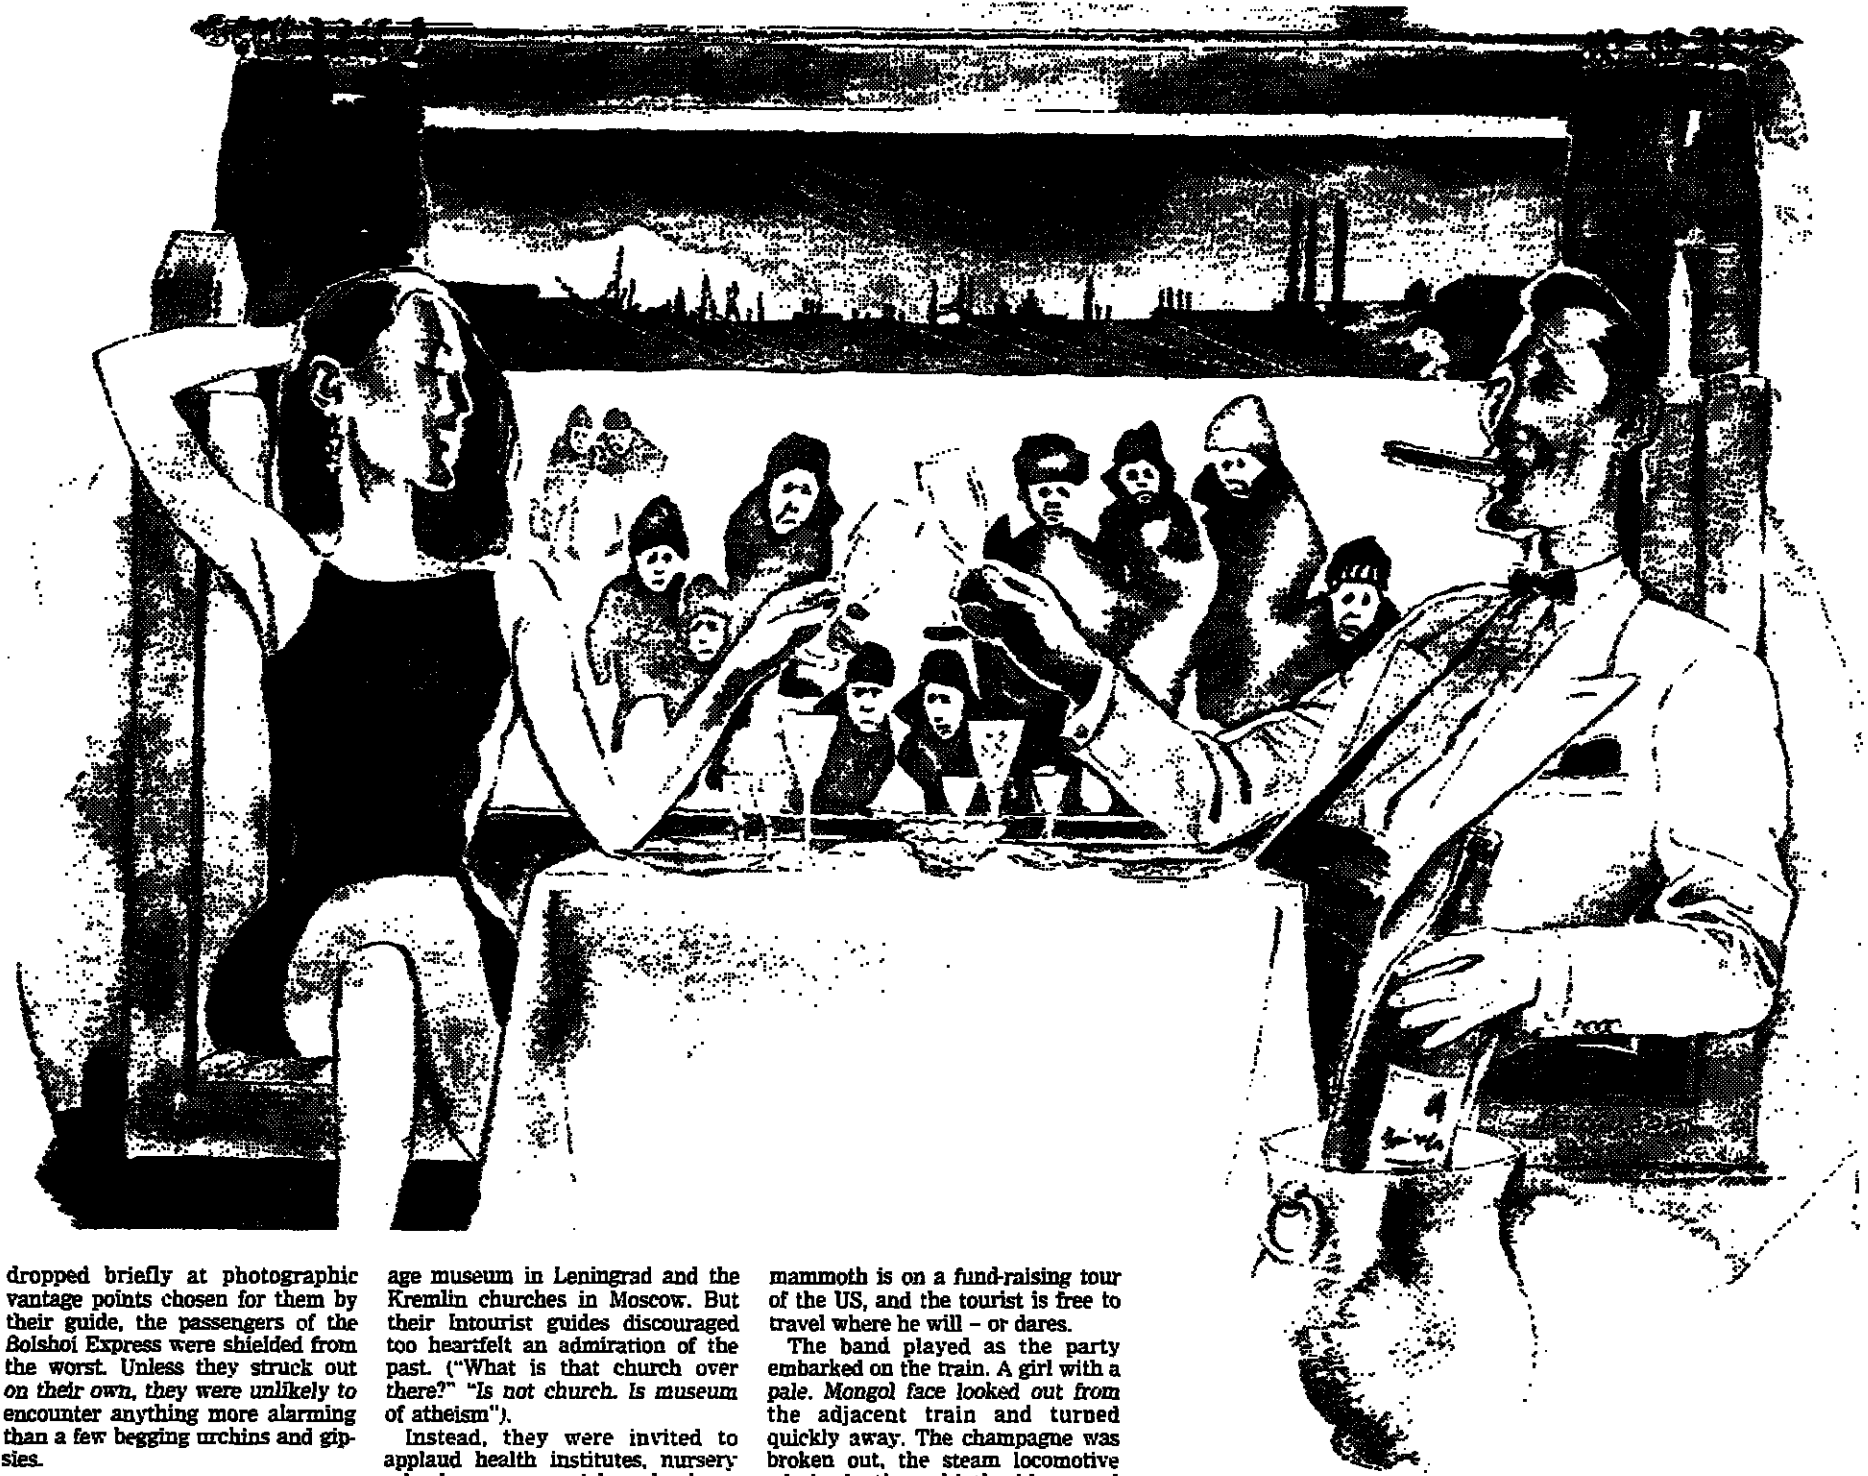 dropped briefly at photographic
vantage points chosen for them by
their guide, the passengers of the
Bolshoi Express were shielded from
the worst. Unless they struck out
on their own, they were unlikely to
encounter anything more alarming
than a few begging urchins and gip-
sies.
age museum in Leningrad and the
Kremlin churches in Moscow. But
their Intourist guides discouraged
too heartfelt an admiration of the
past. ("What is that church over
there?" "Is not church. Is museum
of atheism").
Instead, they were invited to
applaud health institutes, nursery
mammoth is on a fund-raising tour
of the US, and the tourist is free to
travel where he will – or dares.
The band played as the party
embarked on the train. A girl with a
pale. Mongol face looked out from
the adjacent train and turned
quickly away. The champagne was
broken out, the steam locomotive